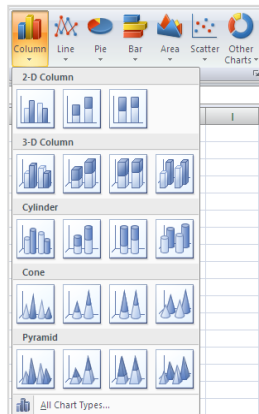 Column Line Pie Bar Area Scatter Other
Charts
2-D Column
I
3-D Column
Cylinder
Cone
Pyramid
All Chart Types...